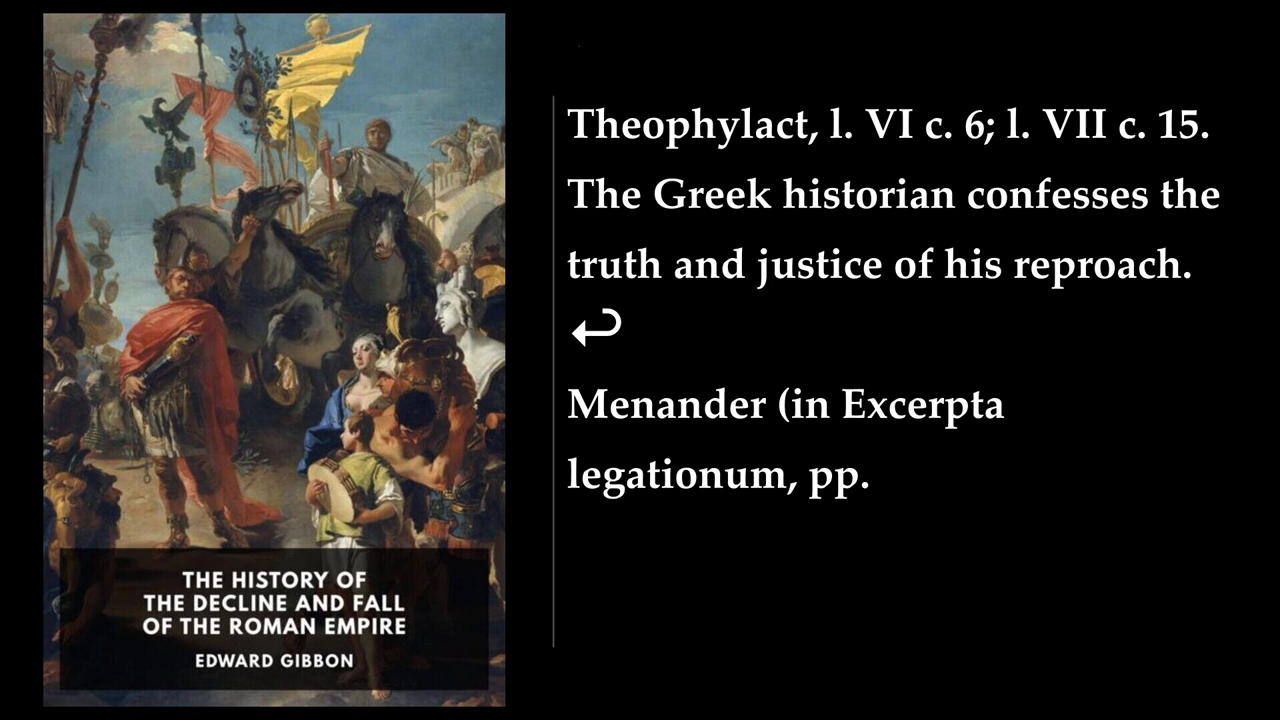 THE HISTORY OF
THE DECLINE AND FALL
OF THE ROMAN EMPIRE
EDWARD GIBBON
Theophylact, l. VI c. 6; l. VII c. 15.
The Greek historian confesses the
truth and justice of his reproach.
↩
Menander (in Excerpta
legationum, pp.